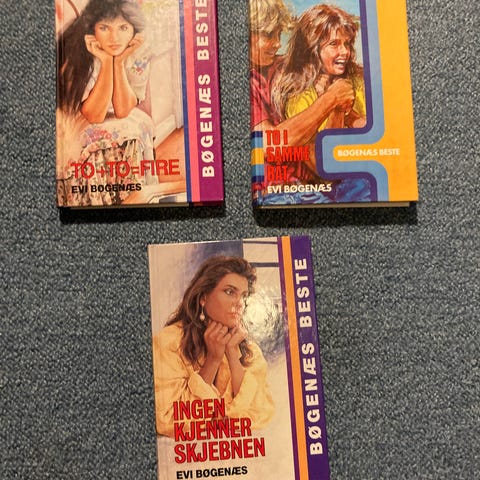 TO+TO=FIRE
EVI BØGENÆS
BØGENÆS BESTE
TO I
SAMME
BÅT
EVI BØGENÆS
BØGENÆS BESTE
INGEN
KJENNER
SKJEBNEN
EVI BØGENÆS
BØGENÆS BESTE